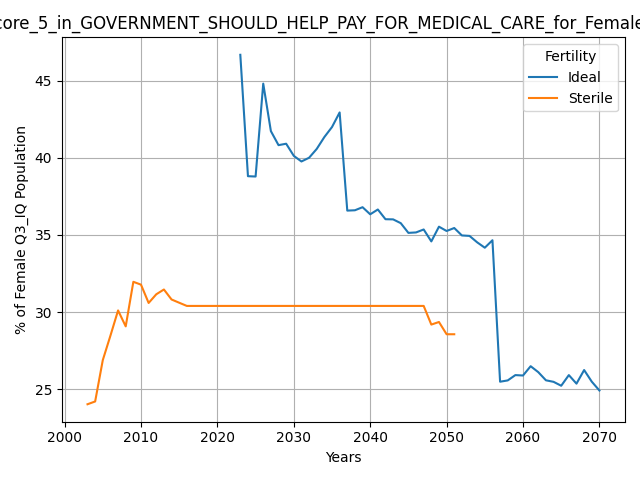 core_5_in_GOVERNMENT_SHOULD_HELP_PAY_FOR_MEDICAL_CARE_for_Female
Fertility
Ideal
Sterile
% of Female Q3_IQ Population
45
40
35
30
25
2000 2010 2020 2030 2040 2050 2060 2070
Years